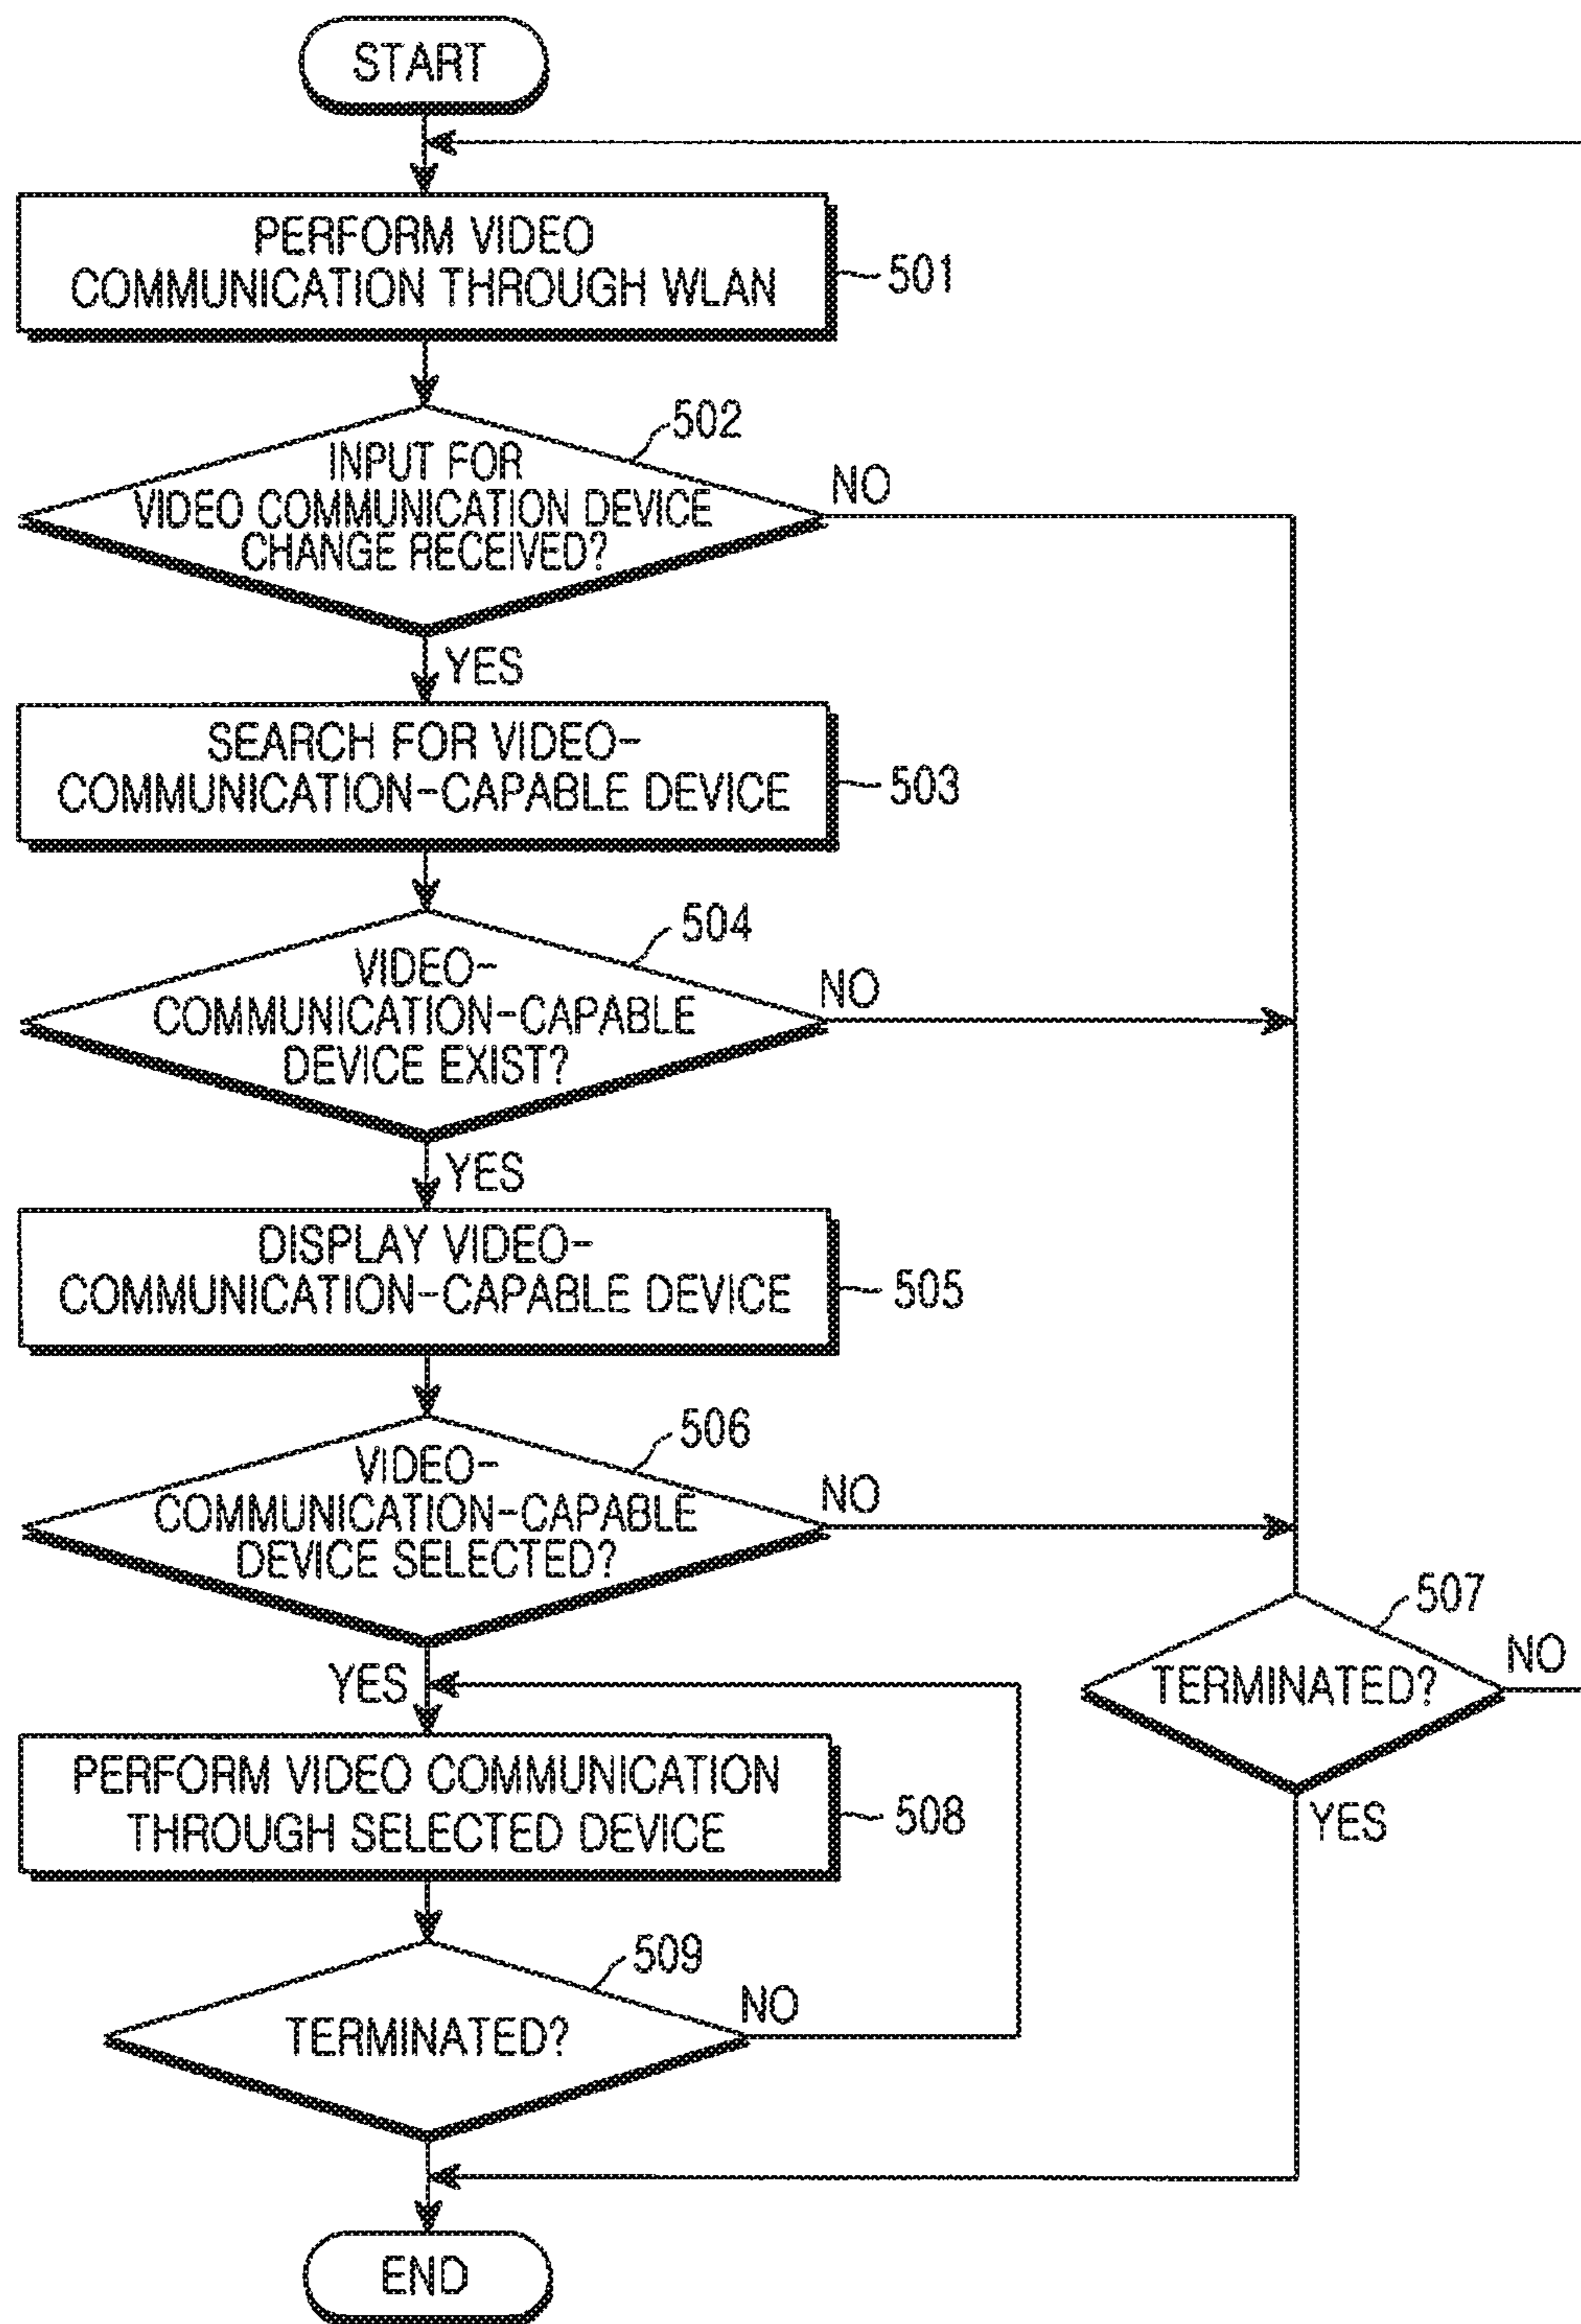 START
PERFORM VIDEO
COMMUNICATION THROUGH WLAN
501
502
INPUT FOR
VIDEO COMMUNICATION DEVICE
CHANGE RECEIVED?
NO
YES
SEARCH FOR VIDEO-
COMMUNICATION-CAPABLE DEVICE
503
504
VIDEO-
COMMUNICATION-CAPABLE
DEVICE EXIST?
NO
YES
DISPLAY VIDEO-
COMMUNICATION-CAPABLE DEVICE
505
506
VIDEO-
COMMUNICATION-CAPABLE
DEVICE SELECTED?
NO
YES
507
TERMINATED?
NO
YES
PERFORM VIDEO COMMUNICATION
THROUGH SELECTED DEVICE
508
509
TERMINATED?
NO
END